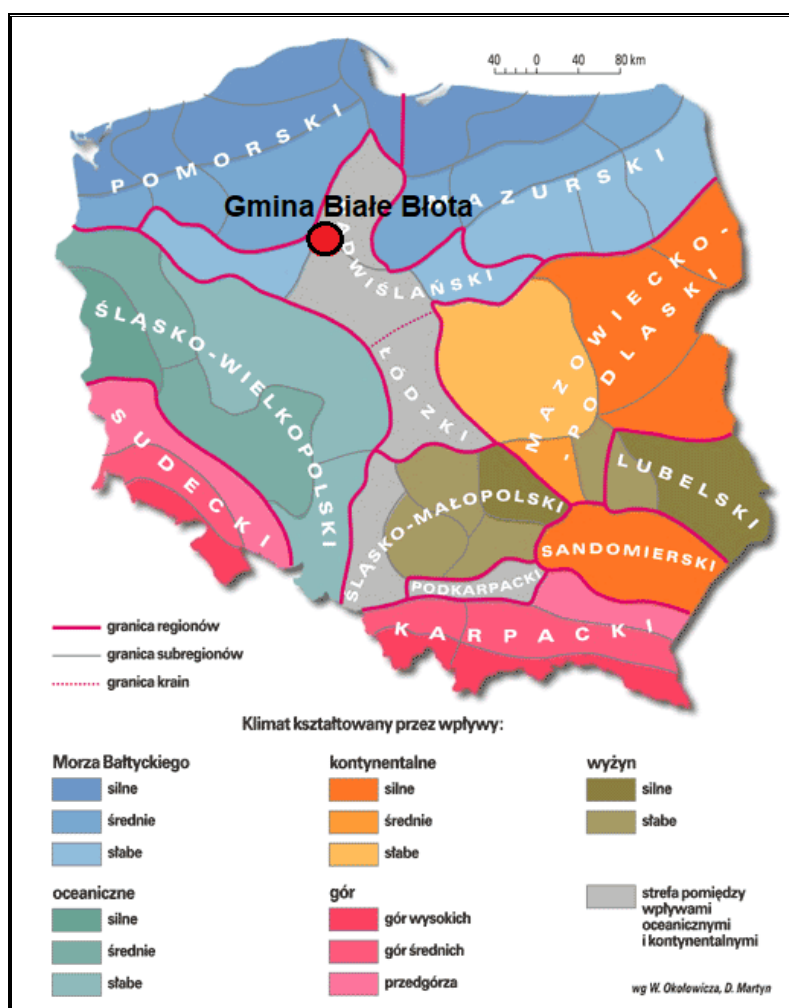 40 0 40 80 km
POMORSKI
MAZURSKI
Gmina Białe Błota
ADWIŚLAŃSKI
ŁÓDZKI
MAZOWIECKO-
-PODLASKI
ŚLĄSKO-WIELKOPOLSKI
SUDECKI
LUBELSKI
ŚLĄSKO-MAŁOPOLSKI
SANDOMIERSKI
PODKARPACKI
KARPACKI
granica regionów
granica subregionów
granica krain
Klimat kształtowany przez wpływy:
Morza Bałtyckiego
silne
średnie
słabe
kontynentalne
silne
średnie
słabe
wyżyn
silne
słabe
oceaniczne
silne
średnie
słabe
gór
gór wysokich
gór średnich
przedgórza
strefa pomiędzy
wpływami
oceanicznymi
i kontynentalnymi
wg W. Okołowicza, D. Martyn